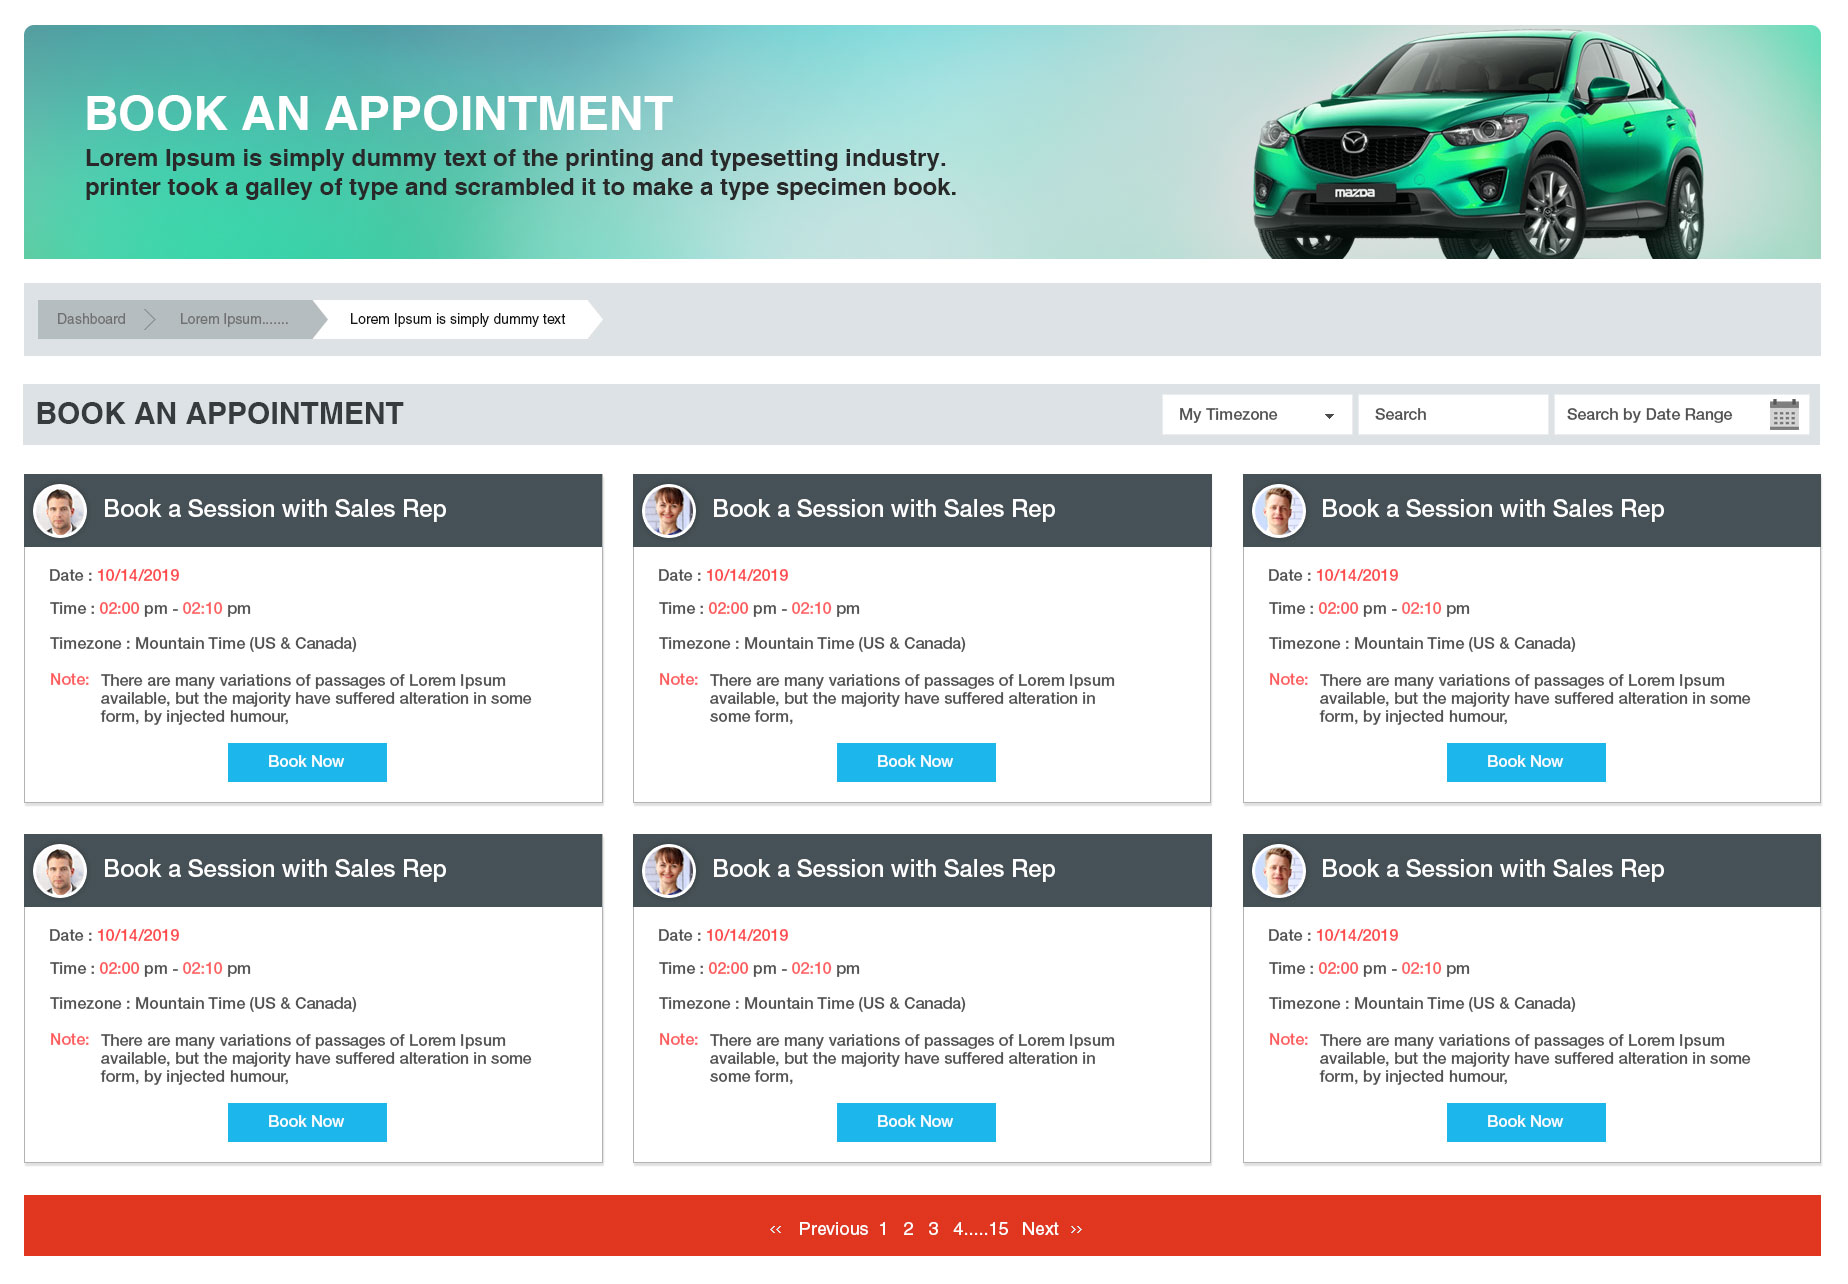 BOOK AN APPOINTMENT
Lorem Ipsum is simply dummy text of the printing and typesetting industry.
printer took a galley of type and scrambled it to make a type specimen book.
mazda
Dashboard
Lorem Ipsum.......
Lorem Ipsum is simply dummy text
BOOK AN APPOINTMENT
My Timezone
Search
Search by Date Range
Book a Session with Sales Rep
Date : 10/14/2019
Time : 02:00 pm - 02:10 pm
Timezone : Mountain Time (US & Canada)
Note: There are many variations of passages of Lorem Ipsum
available, but the majority have suffered alteration in some
form, by injected humour,
Book Now
Book a Session with Sales Rep
Date : 10/14/2019
Time : 02:00 pm - 02:10 pm
Timezone : Mountain Time (US & Canada)
Note: There are many variations of passages of Lorem Ipsum
available, but the majority have suffered alteration in
some form,
Book Now
Book a Session with Sales Rep
Date : 10/14/2019
Time : 02:00 pm - 02:10 pm
Timezone : Mountain Time (US & Canada)
Note: There are many variations of passages of Lorem Ipsum
available, but the majority have suffered alteration in some
form, by injected humour,
Book Now
Book a Session with Sales Rep
Date : 10/14/2019
Time : 02:00 pm - 02:10 pm
Timezone : Mountain Time (US & Canada)
Note: There are many variations of passages of Lorem Ipsum
available, but the majority have suffered alteration in some
form, by injected humour,
Book Now
Book a Session with Sales Rep
Date : 10/14/2019
Time : 02:00 pm - 02:10 pm
Timezone : Mountain Time (US & Canada)
Note: There are many variations of passages of Lorem Ipsum
available, but the majority have suffered alteration in
some form,
Book Now
Book a Session with Sales Rep
Date : 10/14/2019
Time : 02:00 pm - 02:10 pm
Timezone : Mountain Time (US & Canada)
Note: There are many variations of passages of Lorem Ipsum
available, but the majority have suffered alteration in some
form, by injected humour,
Book Now
‹‹ Previous 1 2 3 4.....15 Next ››